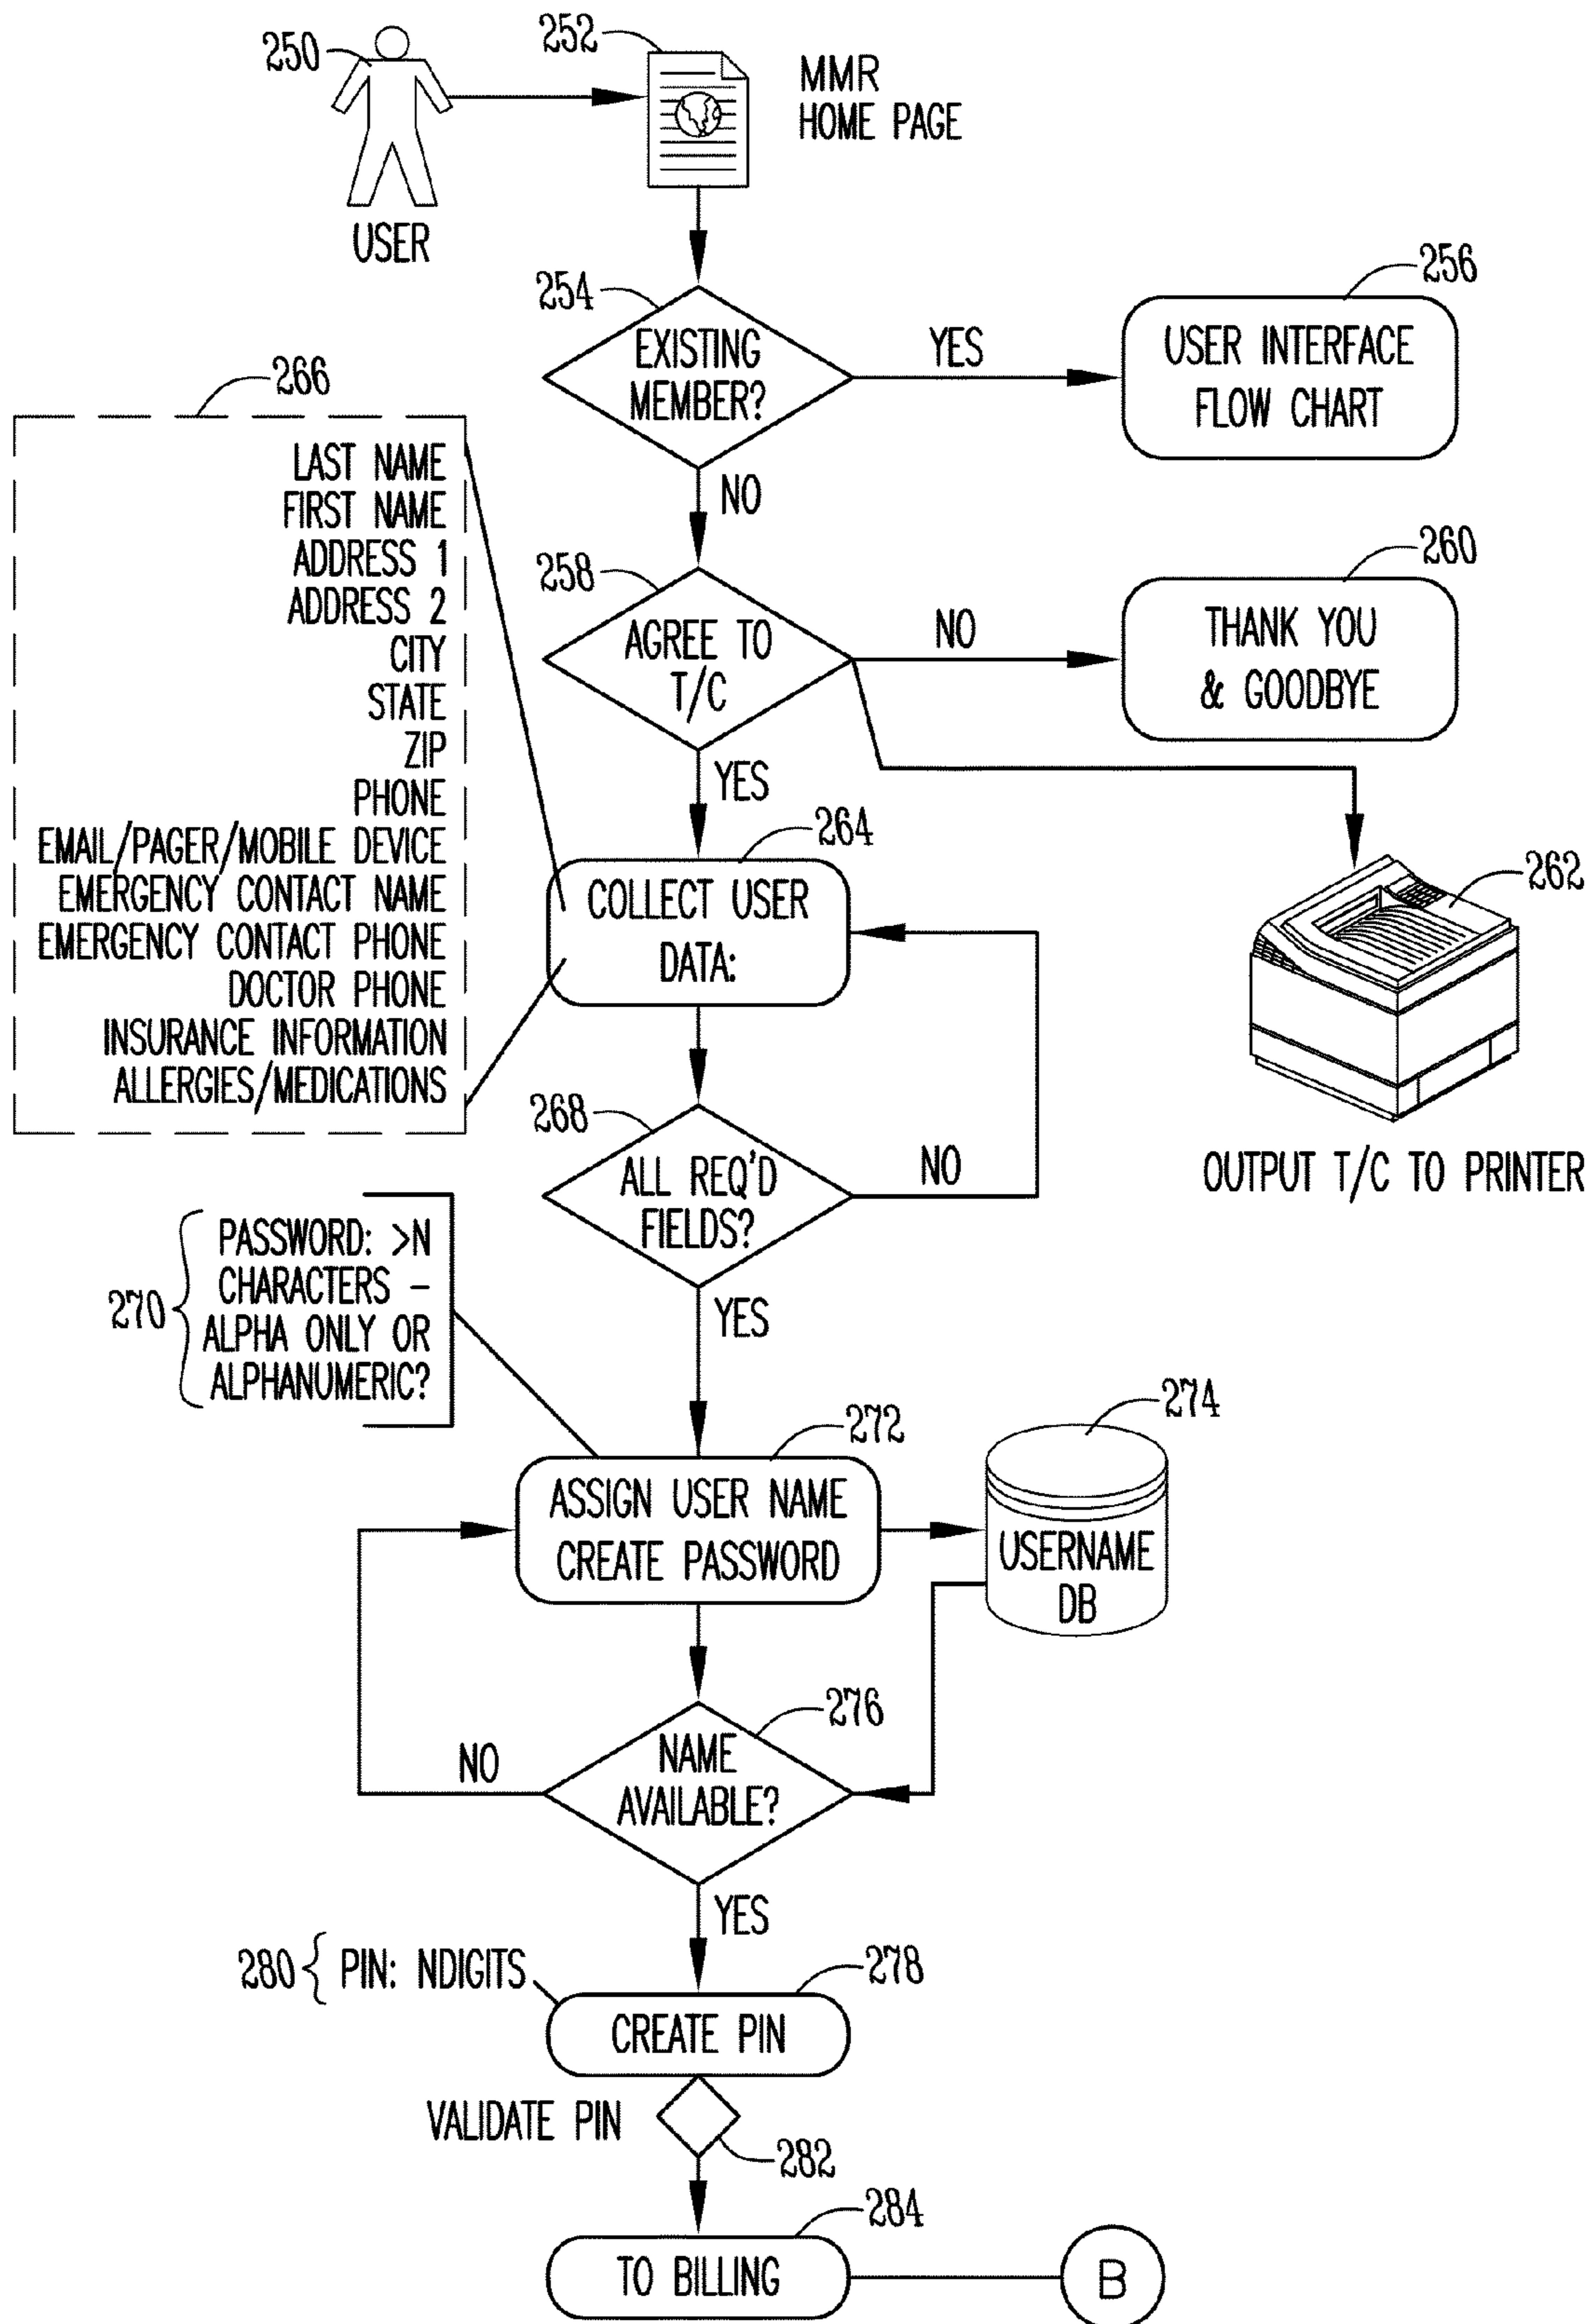 250
USER
252
MMR
HOME PAGE
254
EXISTING
MEMBER?
YES
256
USER INTERFACE
FLOW CHART
NO
258
AGREE TO
T/C
NO
260
THANK YOU
& GOODBYE
YES
262
OUTPUT T/C TO PRINTER
266
LAST NAME
FIRST NAME
ADDRESS 1
ADDRESS 2
CITY
STATE
ZIP
PHONE
EMAIL/PAGER/MOBILE DEVICE
EMERGENCY CONTACT NAME
EMERGENCY CONTACT PHONE
DOCTOR PHONE
INSURANCE INFORMATION
ALLERGIES/MEDICATIONS
264
COLLECT USER
DATA:
268
ALL REQ'D
FIELDS?
NO
YES
270
PASSWORD: >N
CHARACTERS –
ALPHA ONLY OR
ALPHANUMERIC?
272
ASSIGN USER NAME
CREATE PASSWORD
274
USERNAME
DB
276
NAME
AVAILABLE?
NO
YES
280
PIN: NDIGITS
278
CREATE PIN
VALIDATE PIN
282
284
TO BILLING
B